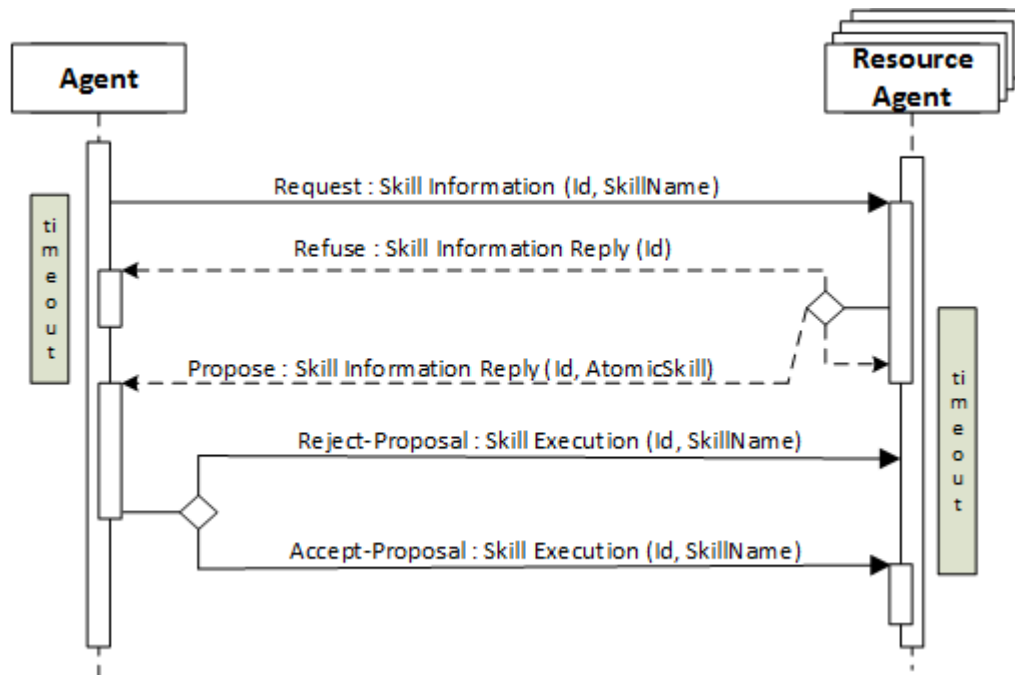 Agent
Resource
Agent
Request : Skill Information (Id, SkillName)
ti
m
e
o
u
t
Refuse : Skill Information Reply (Id)
Propose : Skill Information Reply (Id, AtomicSkill)
ti
m
e
o
u
t
Reject-Proposal : Skill Execution (Id, SkillName)
Accept-Proposal : Skill Execution (Id, SkillName)